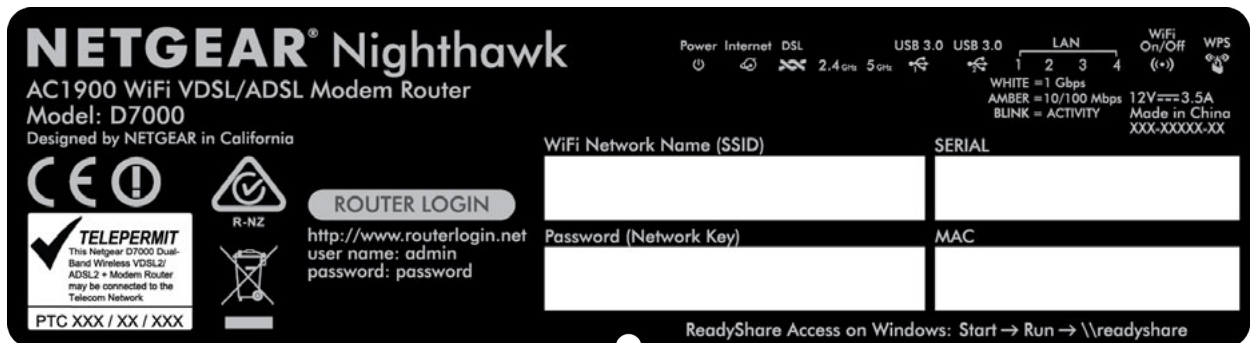 NETGEAR® Nighthawk
AC1900 WiFi VDSL/ADSL Modem Router
Model: D7000
Designed by NETGEAR in California
Power Internet DSL 2.4 GHz 5 GHz USB 3.0 USB 3.0 LAN 1 2 3 4 WiFi On/Off WPS
WHITE = 1 Gbps
AMBER = 10/100 Mbps
BLINK = ACTIVITY
12V⎓3.5A
Made in China
XXX-XXXXX-XX
CE
R-NZ
TELEPERMIT
This Netgear D7000 Dual-
Band Wireless VDSL2/
ADSL2 + Modem Router
may be connected to the
Telecom Network
PTC XXX / XX / XXX
ROUTER LOGIN
http://www.routerlogin.net
user name: admin
password: password
WiFi Network Name (SSID)
SERIAL
Password (Network Key)
MAC
ReadyShare Access on Windows: Start → Run → \\readyshare